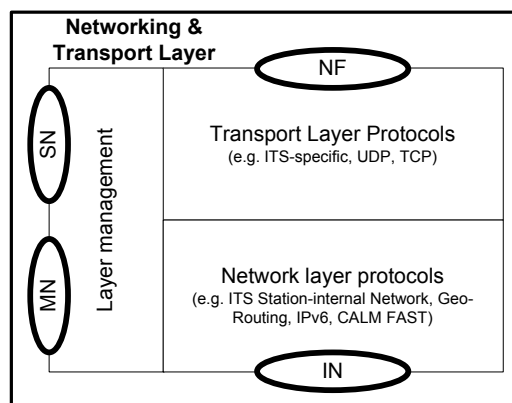 Networking &
Transport Layer
NF
SN
MN
Layer management
Transport Layer Protocols
(e.g. ITS-specific, UDP, TCP)
Network layer protocols
(e.g. ITS Station-internal Network, Geo-
Routing, IPv6, CALM FAST)
IN